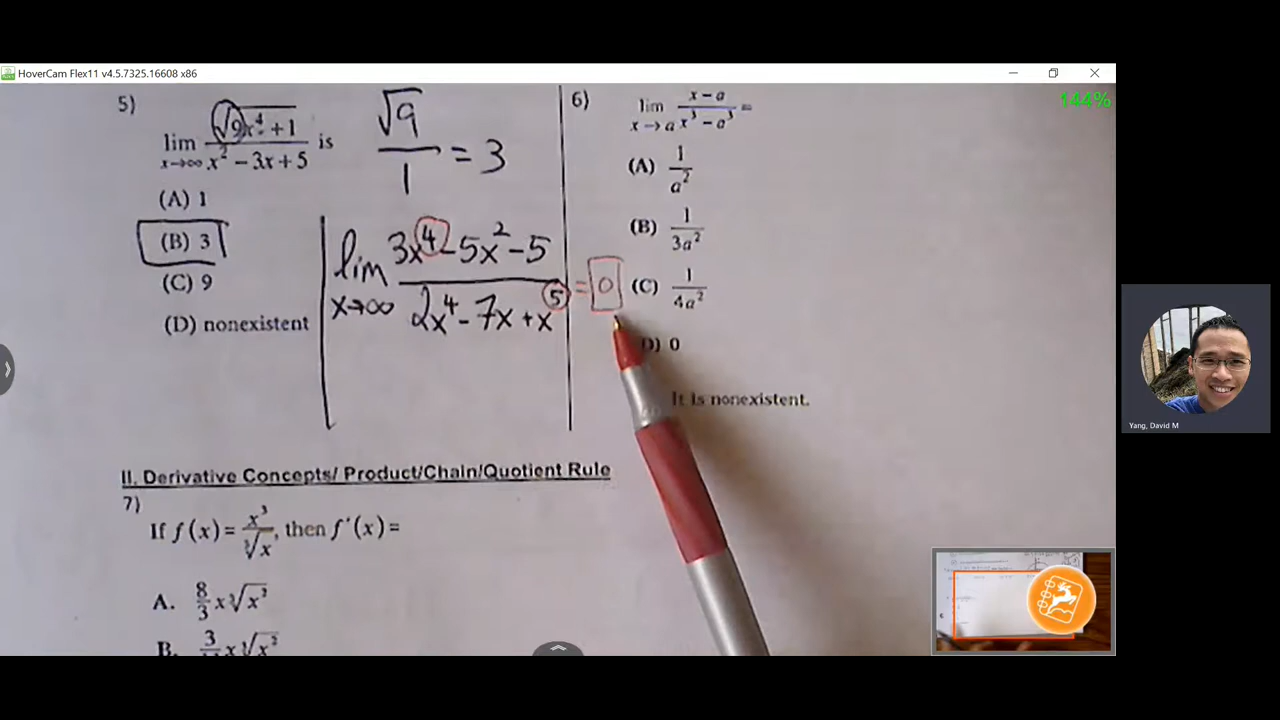 HoverCam Flex11 v4.5.7325.16608 x86
144%
5)
lim x→∞ √9x⁴ + 1 / x² − 3x + 5 is
√9 / 1 = 3
(A) 1
(B) 3
(C) 9
(D) nonexistent
lim x→∞ 3x⁴ − 5x² − 5 / 2x⁴ − 7x + x⁵ = 0
6)
lim x→a x − a / x³ − a³ =
(A) 1 / a²
(B) 1 / 3a²
(C) 1 / 4a²
D) 0
It is nonexistent.
II. Derivative Concepts/ Product/Chain/Quotient Rule
7)
If f(x) = x³ / ∛x, then f'(x) =
A. 8/3 x ∛x²
B.
Yang, David M